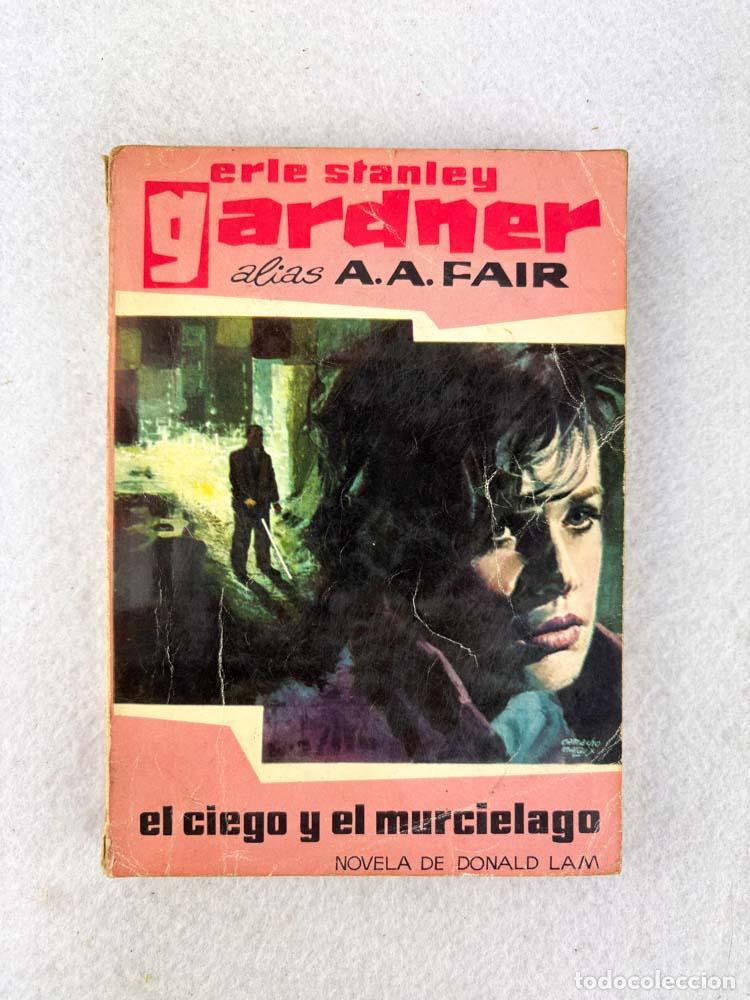 erle stanley
gardner
alias A.A. FAIR
el ciego y el murcielago
NOVELA DE DONALD LAM
todocoleccion